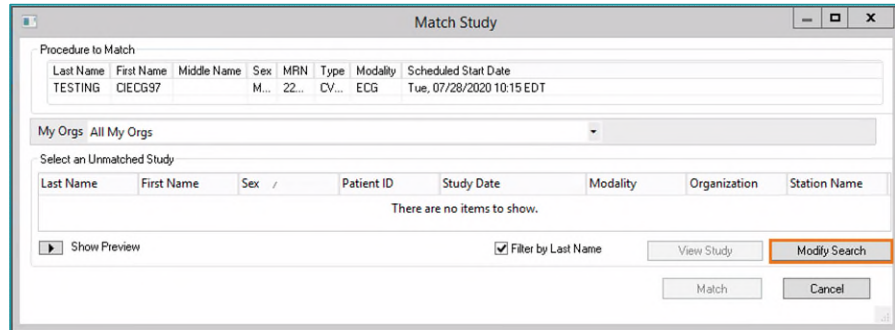 Match Study
Procedure to Match
Last Name First Name Middle Name Sex MRN Type Modality Scheduled Start Date
TESTING CIECG97 M... 22... CV... ECG Tue, 07/28/2020 10:15 EDT
My Orgs All My Orgs
Select an Unmatched Study
Last Name First Name Sex Patient ID Study Date Modality Organization Station Name
There are no items to show.
Show Preview Filter by Last Name View Study Modify Search
Match Cancel